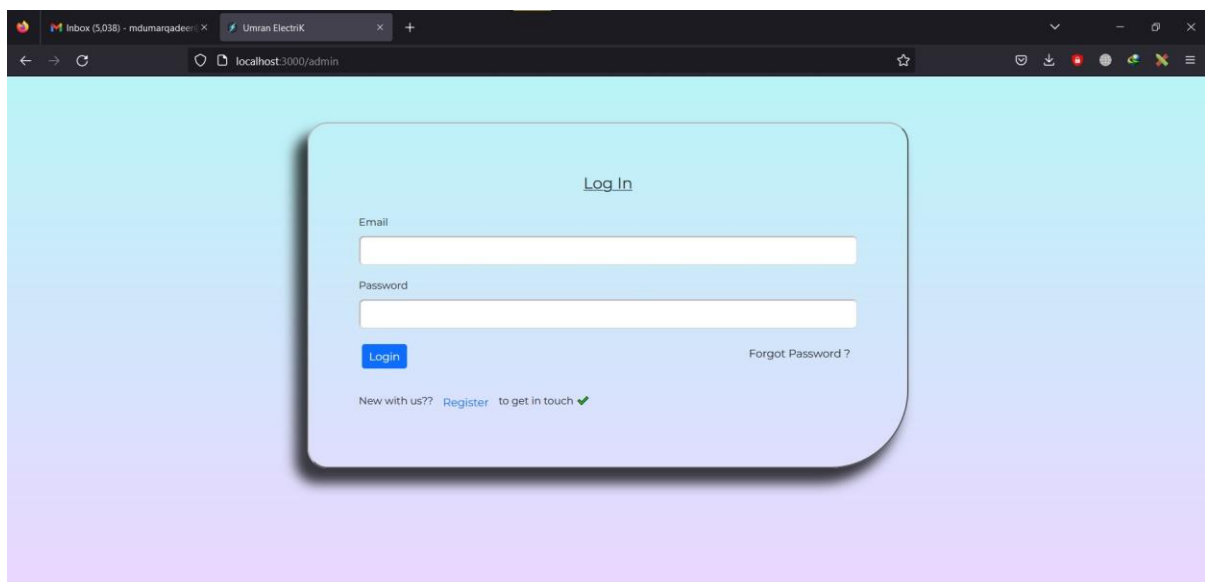 Inbox (5,038) - mdumarqadeer
Umran ElectriK
localhost:3000/admin
Log In
Email
Password
Login
Forgot Password ?
New with us?? Register to get in touch